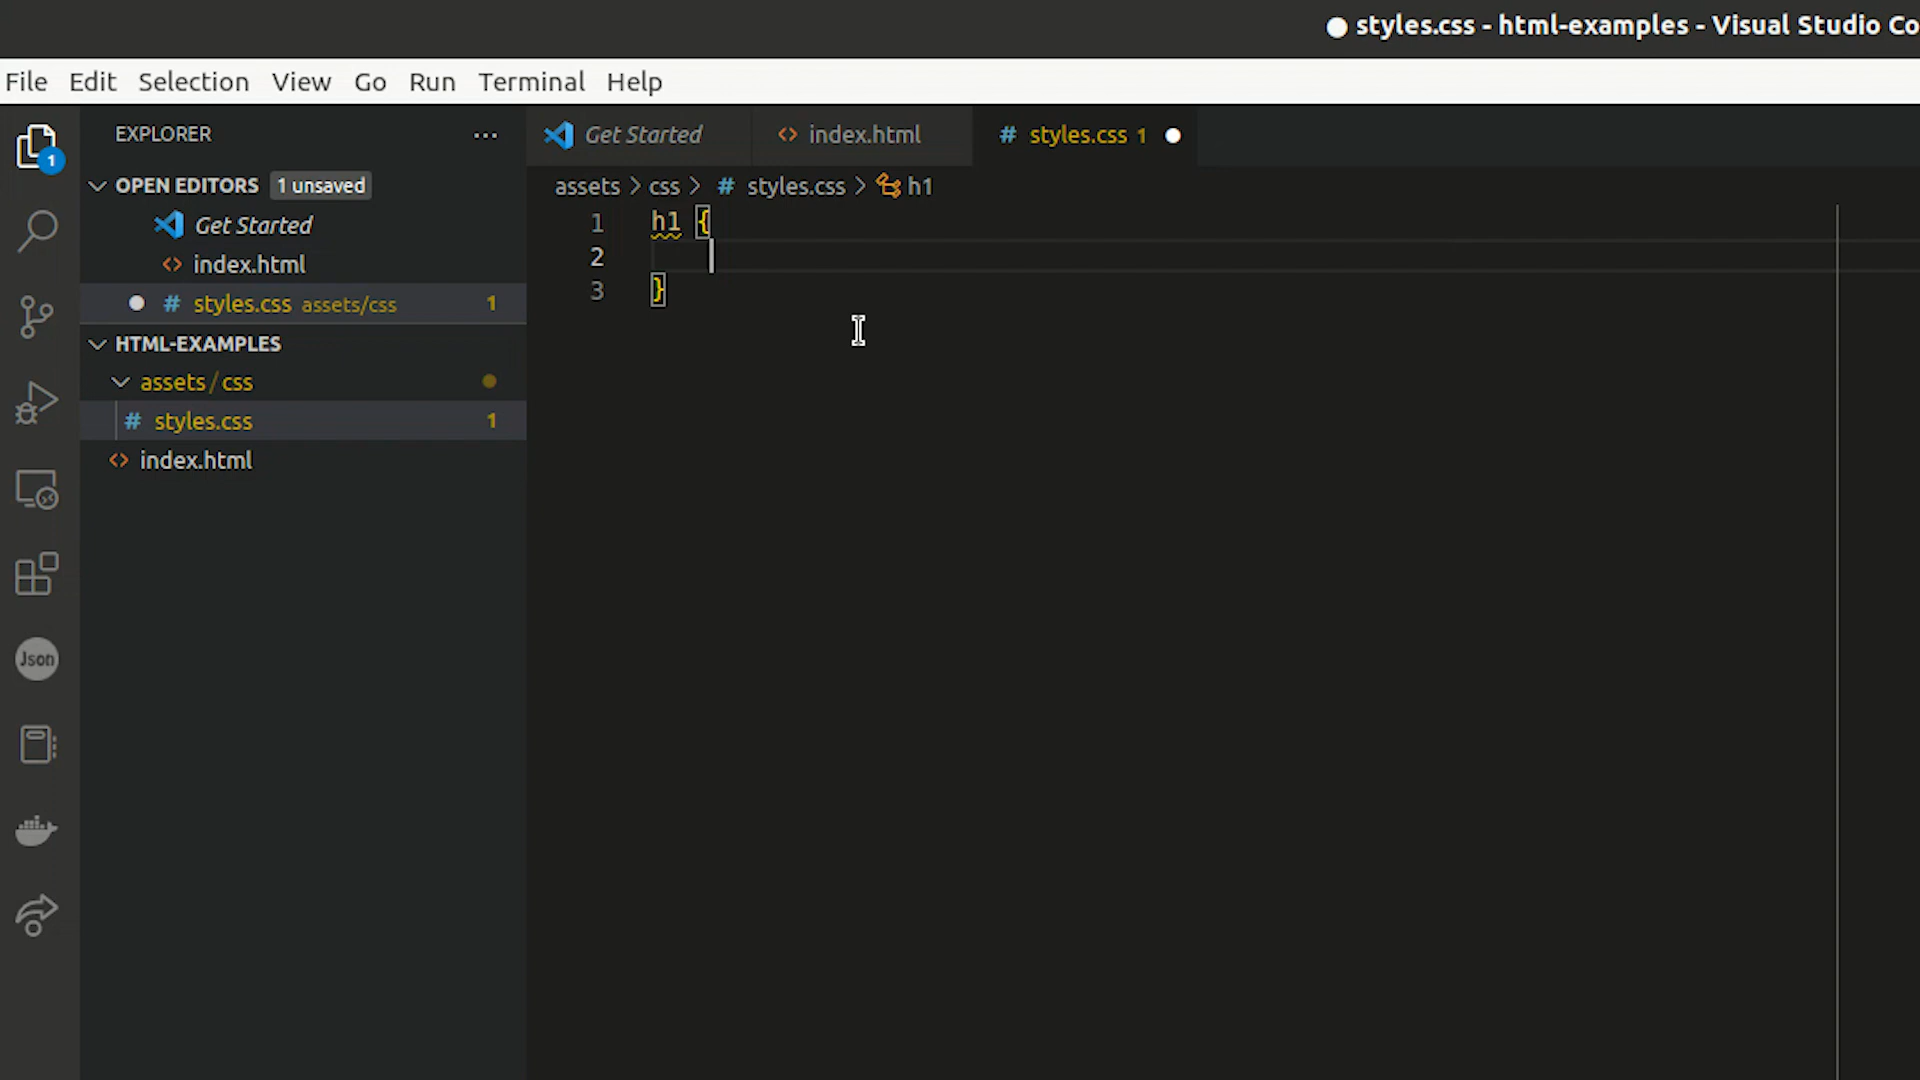 styles.css - html-examples - Visual Studio Co
File Edit Selection View Go Run Terminal Help
EXPLORER ···
Get Started
index.html
# styles.css 1
1
OPEN EDITORS 1 unsaved
Get Started
index.html
# styles.css assets/css 1
HTML-EXAMPLES
assets / css
# styles.css 1
index.html
assets > css > # styles.css > h1
1 h1 {
2
3 }
Json